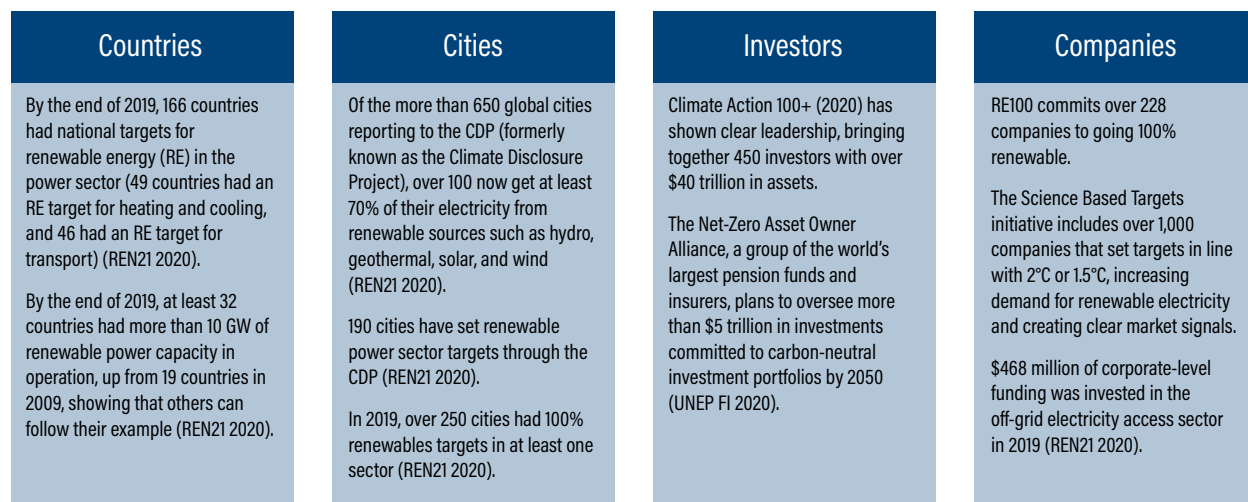 Countries
By the end of 2019, 166 countries
had national targets for
renewable energy (RE) in the
power sector (49 countries had an
RE target for heating and cooling,
and 46 had an RE target for
transport) (REN21 2020).
By the end of 2019, at least 32
countries had more than 10 GW of
renewable power capacity in
operation, up from 19 countries in
2009, showing that others can
follow their example (REN21 2020).
Cities
Of the more than 650 global cities
reporting to the CDP (formerly
known as the Climate Disclosure
Project), over 100 now get at least
70% of their electricity from
renewable sources such as hydro,
geothermal, solar, and wind
(REN21 2020).
190 cities have set renewable
power sector targets through the
CDP (REN21 2020).
In 2019, over 250 cities had 100%
renewables targets in at least one
sector (REN21 2020).
Investors
Climate Action 100+ (2020) has
shown clear leadership, bringing
together 450 investors with over
$40 trillion in assets.
The Net-Zero Asset Owner
Alliance, a group of the world's
largest pension funds and
insurers, plans to oversee more
than $5 trillion in investments
committed to carbon-neutral
investment portfolios by 2050
(UNEP FI 2020).
Companies
RE100 commits over 228
companies to going 100%
renewable.
The Science Based Targets
initiative includes over 1,000
companies that set targets in line
with 2°C or 1.5°C, increasing
demand for renewable electricity
and creating clear market signals.
$468 million of corporate-level
funding was invested in the
off-grid electricity access sector
in 2019 (REN21 2020).